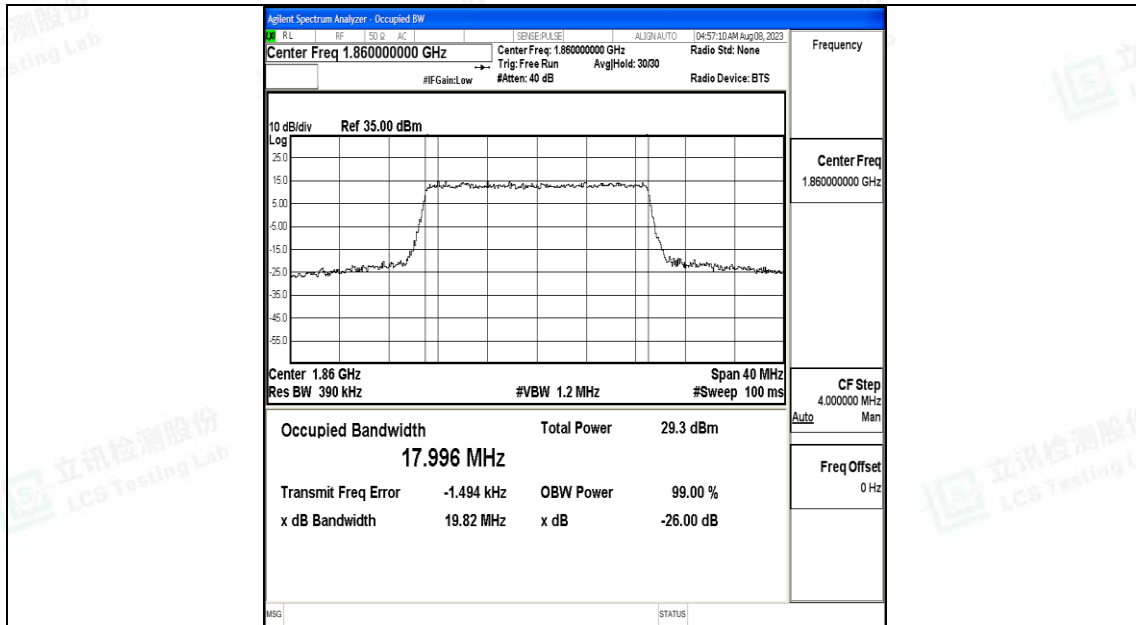 Agilent Spectrum Analyzer - Occupied BW
LXI RL RF 50 Ω AC SENSE:PULSE ALIGNAUTO 04:57:10 AM Aug 08, 2023
Center Freq 1.860000000 GHz
Center Freq: 1.860000000 GHz
Radio Std: None
Trig: Free Run Avg|Hold: 30/30
#IFGain:Low
#Atten: 40 dB
Radio Device: BTS
10 dB/div Ref 35.00 dBm
Log
25.0
15.0
5.00
-5.00
-15.0
-25.0
-35.0
-45.0
-55.0
Center 1.86 GHz
Span 40 MHz
Res BW 390 kHz
#VBW 1.2 MHz
#Sweep 100 ms
Occupied Bandwidth
17.996 MHz
Total Power 29.3 dBm
Transmit Freq Error -1.494 kHz
OBW Power 99.00 %
x dB Bandwidth 19.82 MHz
x dB -26.00 dB
MSG
STATUS
Frequency
Center Freq
1.860000000 GHz
CF Step
4.000000 MHz
Auto Man
Freq Offset
0 Hz
立讯检测股份
LCS Testing Lab
立讯检测股份
LCS Testing L
sting Lab